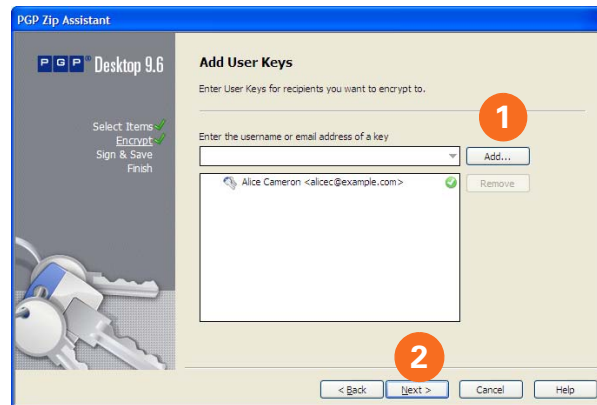 PGP Zip Assistant
PGP® Desktop 9.6
Select Items
Encrypt
Sign & Save
Finish
Add User Keys
Enter User Keys for recipients you want to encrypt to.
1
Enter the username or email address of a key
Add...
Alice Cameron <alicec@example.com>
Remove
2
< Back
Next >
Cancel
Help